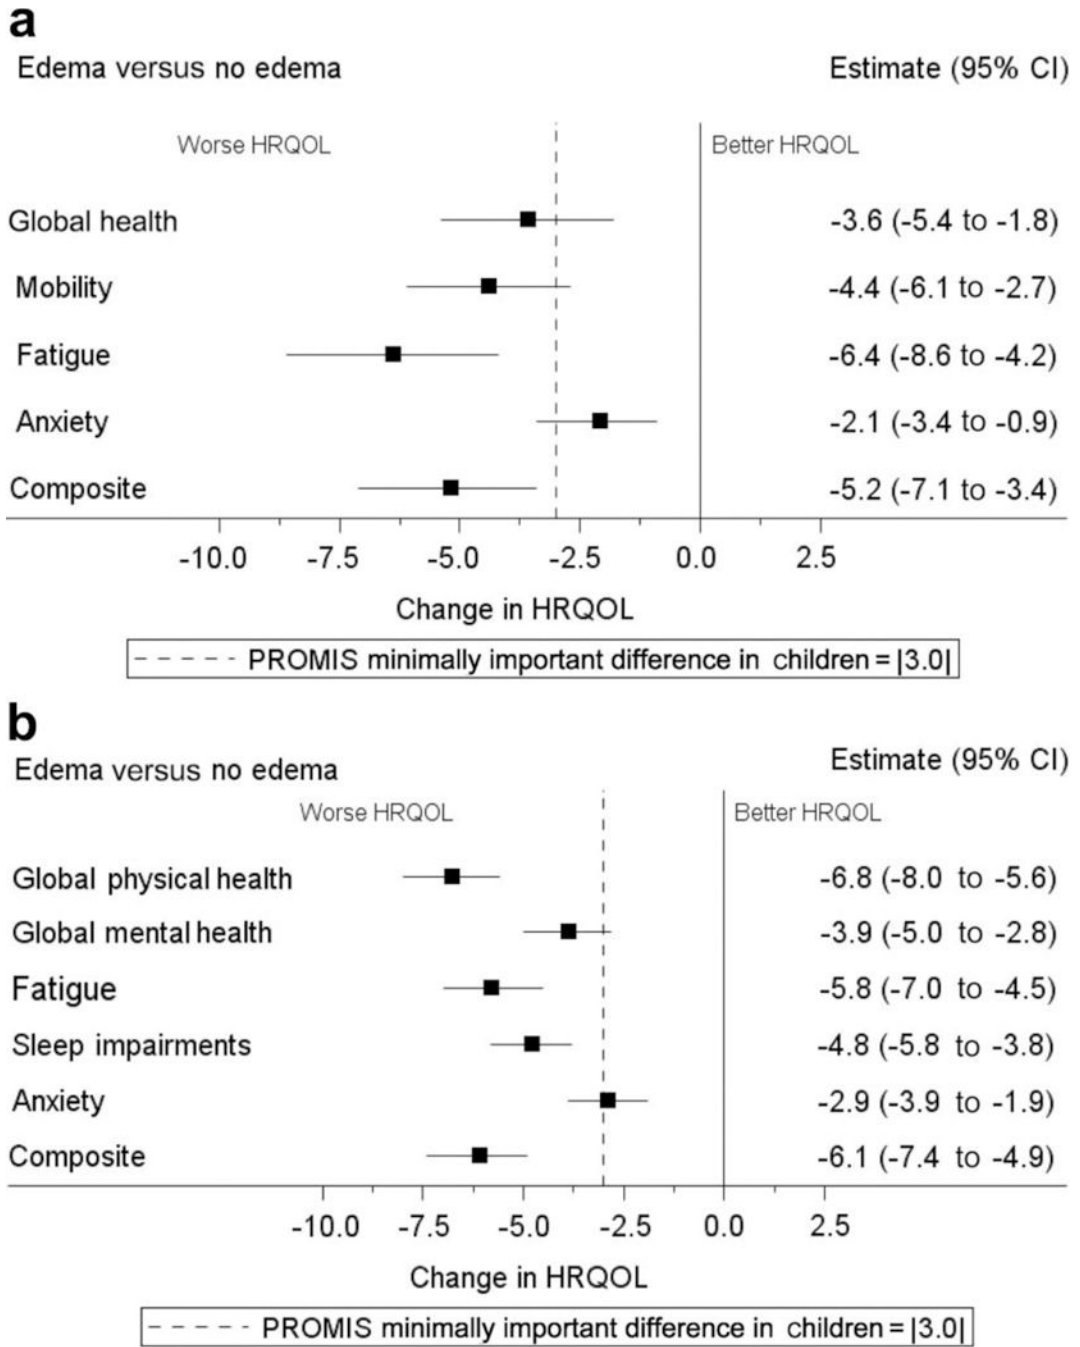 a
Edema versus no edema Estimate (95% CI)
Worse HRQOL Better HRQOL
Global health -3.6 (-5.4 to -1.8)
Mobility -4.4 (-6.1 to -2.7)
Fatigue -6.4 (-8.6 to -4.2)
Anxiety -2.1 (-3.4 to -0.9)
Composite -5.2 (-7.1 to -3.4)
-10.0 -7.5 -5.0 -2.5 0.0 2.5
Change in HRQOL
PROMIS minimally important difference in children = |3.0|
b
Edema versus no edema Estimate (95% CI)
Worse HRQOL Better HRQOL
Global physical health -6.8 (-8.0 to -5.6)
Global mental health -3.9 (-5.0 to -2.8)
Fatigue -5.8 (-7.0 to -4.5)
Sleep impairments -4.8 (-5.8 to -3.8)
Anxiety -2.9 (-3.9 to -1.9)
Composite -6.1 (-7.4 to -4.9)
-10.0 -7.5 -5.0 -2.5 0.0 2.5
Change in HRQOL
PROMIS minimally important difference in children = |3.0|